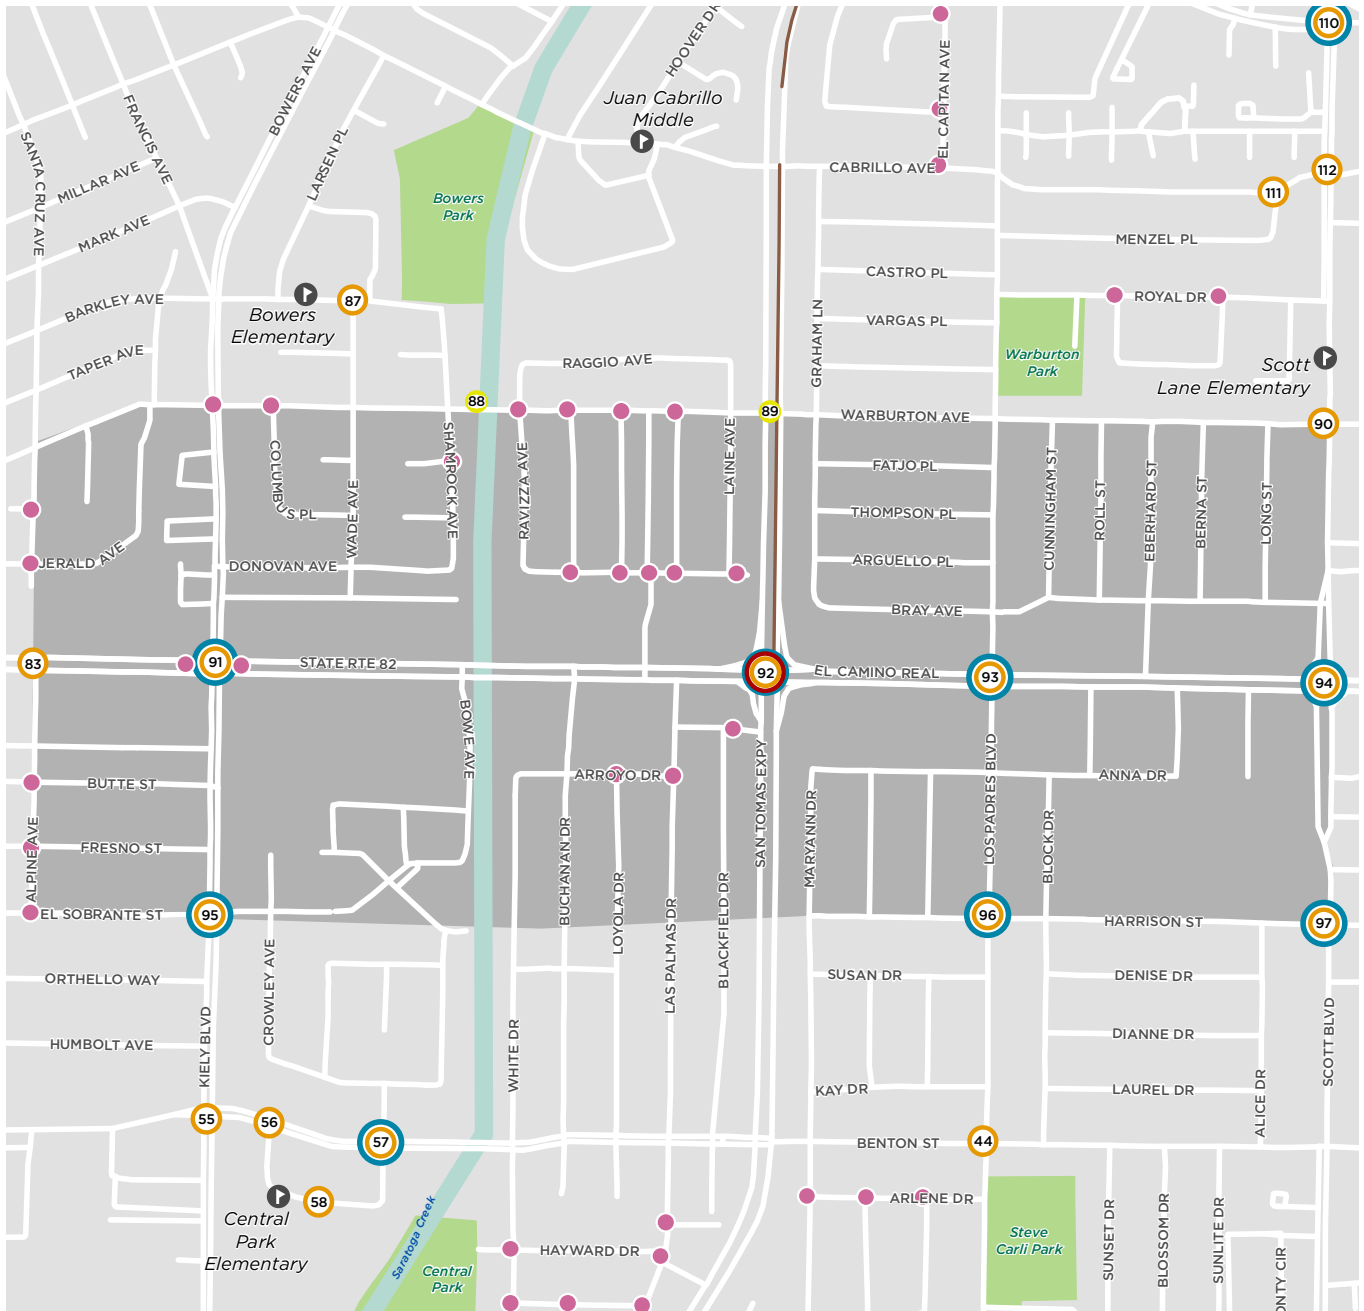 110
HOOVER DR
BOWERS AVE
EL CAPITAN AVE
FRANCIS AVE
Juan Cabrillo
Middle
SANTA CRUZ AVE
LARSEN PL
CABRILLO AVE
112
111
MILLAR AVE
Bowers
Park
MARK AVE
MENZEL PL
CASTRO PL
BARKLEY AVE
87
ROYAL DR
Bowers
Elementary
VARGAS PL
GRAHAM LN
TAPER AVE
RAGGIO AVE
Warburton
Park
Scott
Lane Elementary
88
89
WARBURTON AVE
90
COLUMBUS PL
SHAMROCK AVE
RAVIZZA AVE
LAINE AVE
FATJO PL
CUNNINGHAM ST
ROLL ST
EBERHARD ST
BERNA ST
LONG ST
WADE AVE
THOMPSON PL
JERALD AVE
DONOVAN AVE
ARGUELLO PL
BRAY AVE
83
91
STATE RTE 82
92
EL CAMINO REAL
93
94
BOWE AVE
SAN TOMAS EXPY
LOS PADRES BLVD
BUTTE ST
ARROYO DR
ANNA DR
MARYANN DR
BLOCK DR
FRESNO ST
ALPINE AVE
BUCHANAN DR
LOYOLA DR
LAS PALMAS DR
BLACKFIELD DR
EL SOBRANTE ST
95
96
HARRISON ST
97
ORTHELLO WAY
CROWLEY AVE
SUSAN DR
DENISE DR
HUMBOLT AVE
KIELY BLVD
WHITE DR
DIANNE DR
SCOTT BLVD
KAY DR
LAUREL DR
ALICE DR
55
56
57
BENTON ST
44
58
ARLENE DR
Central
Park
Elementary
Saratoga Creek
HAYWARD DR
Central
Park
Steve
Carli Park
SUNSET DR
BLOSSOM DR
SUNLITE DR
ONTY CIR